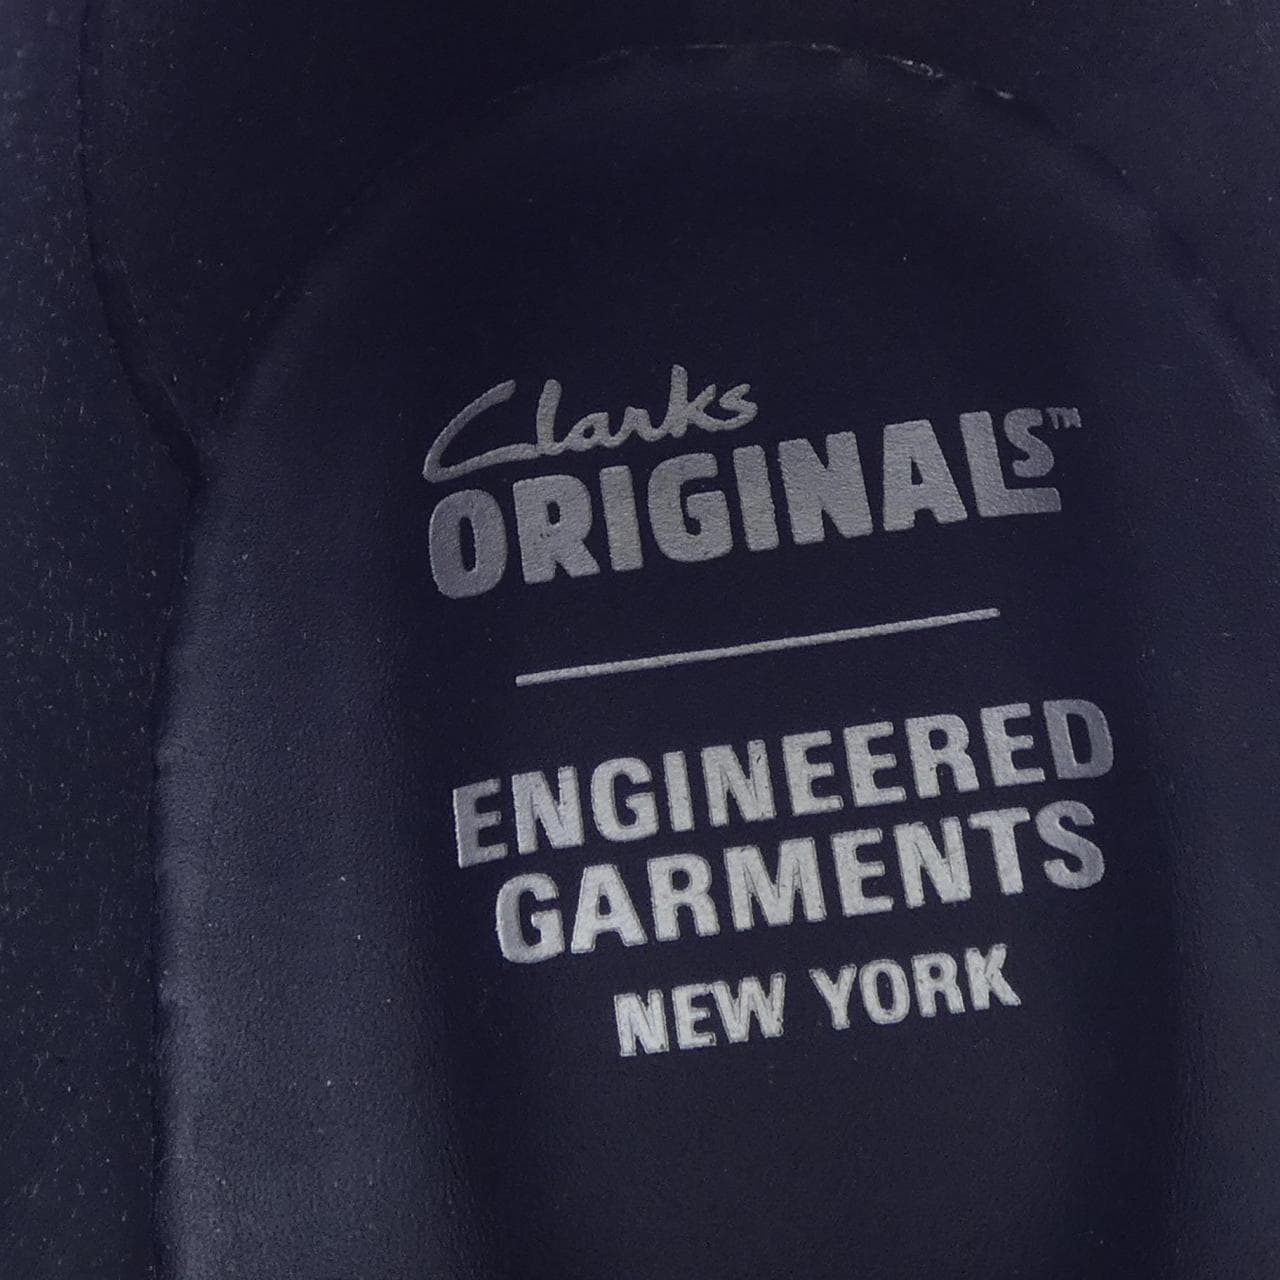 Clarks
ORIGINALS™
ENGINEERED
GARMENTS
NEW YORK